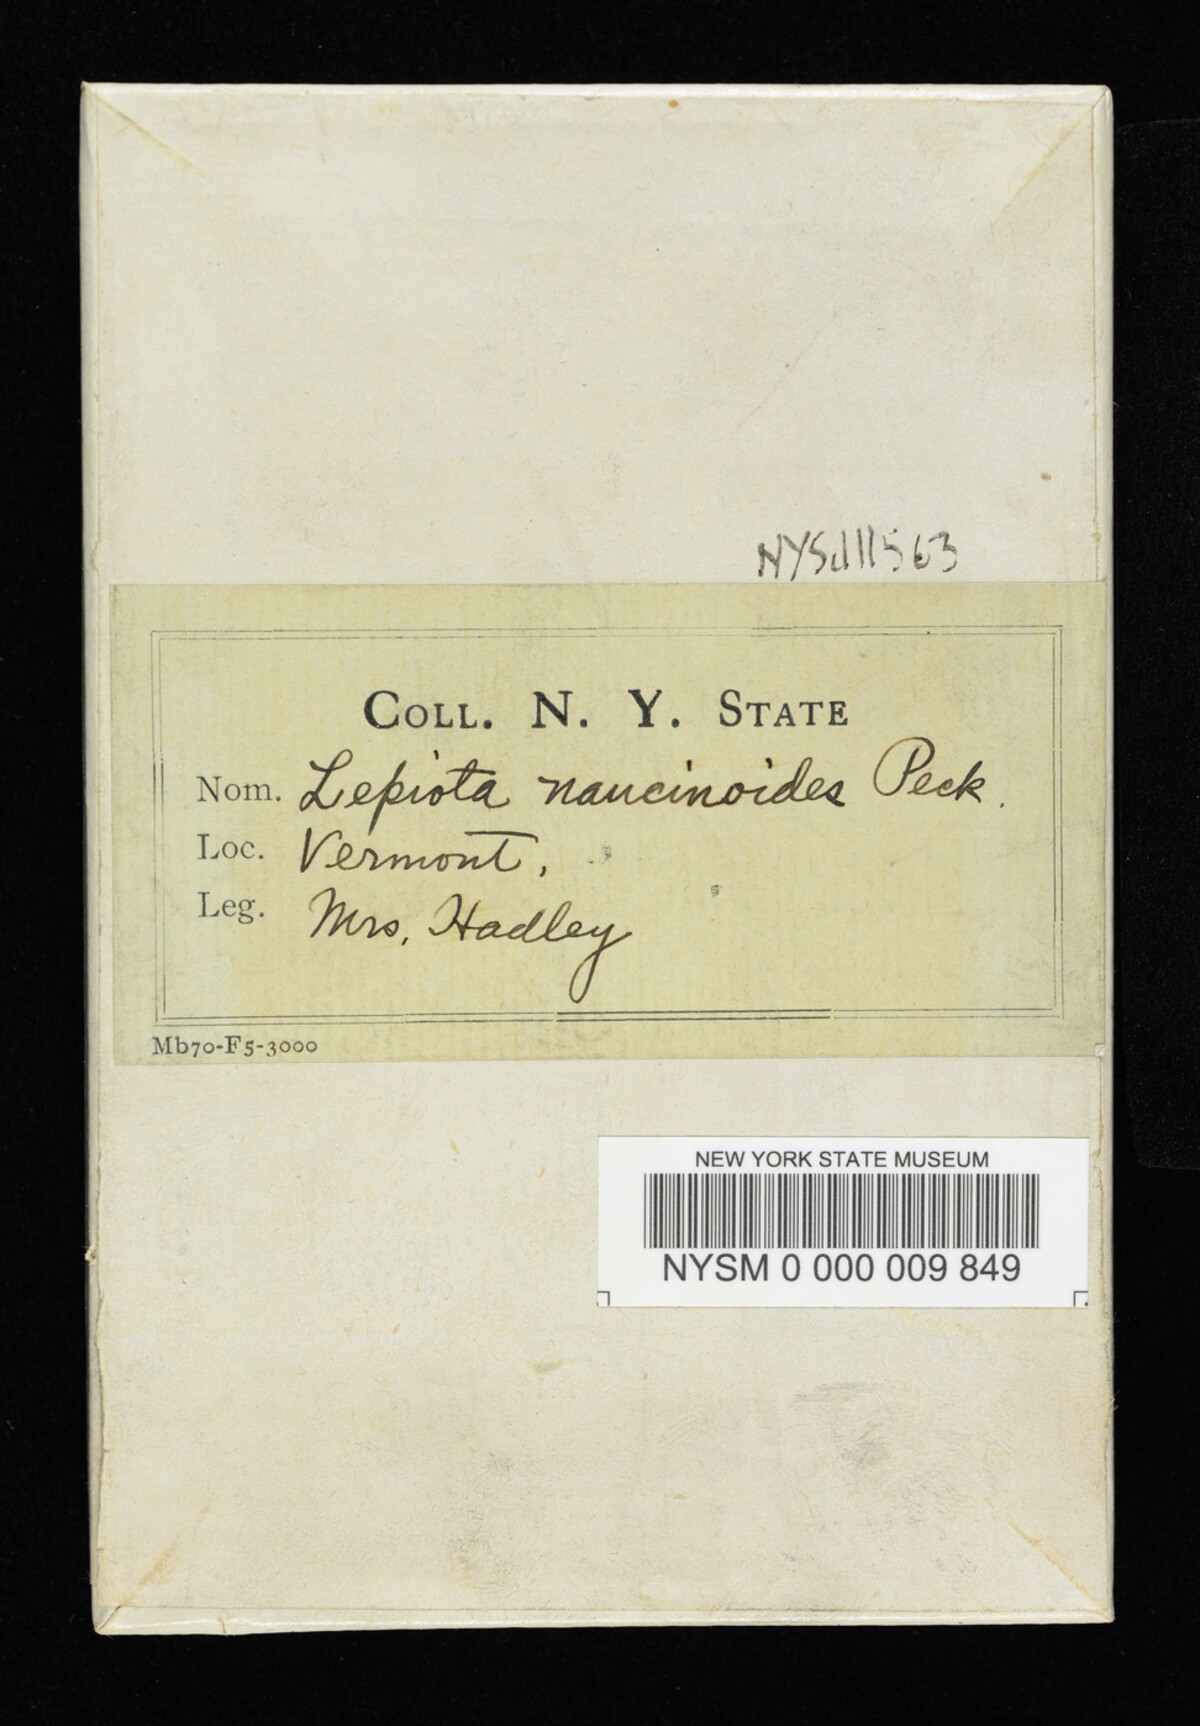 NYSd11563
COLL. N. Y. STATE
Nom. Lepiota naucinoides Peck.
Loc. Vermont,
Leg. Mrs. Hadley
Mb70-F5-3000
NEW YORK STATE MUSEUM
NYSM 0 000 009 849